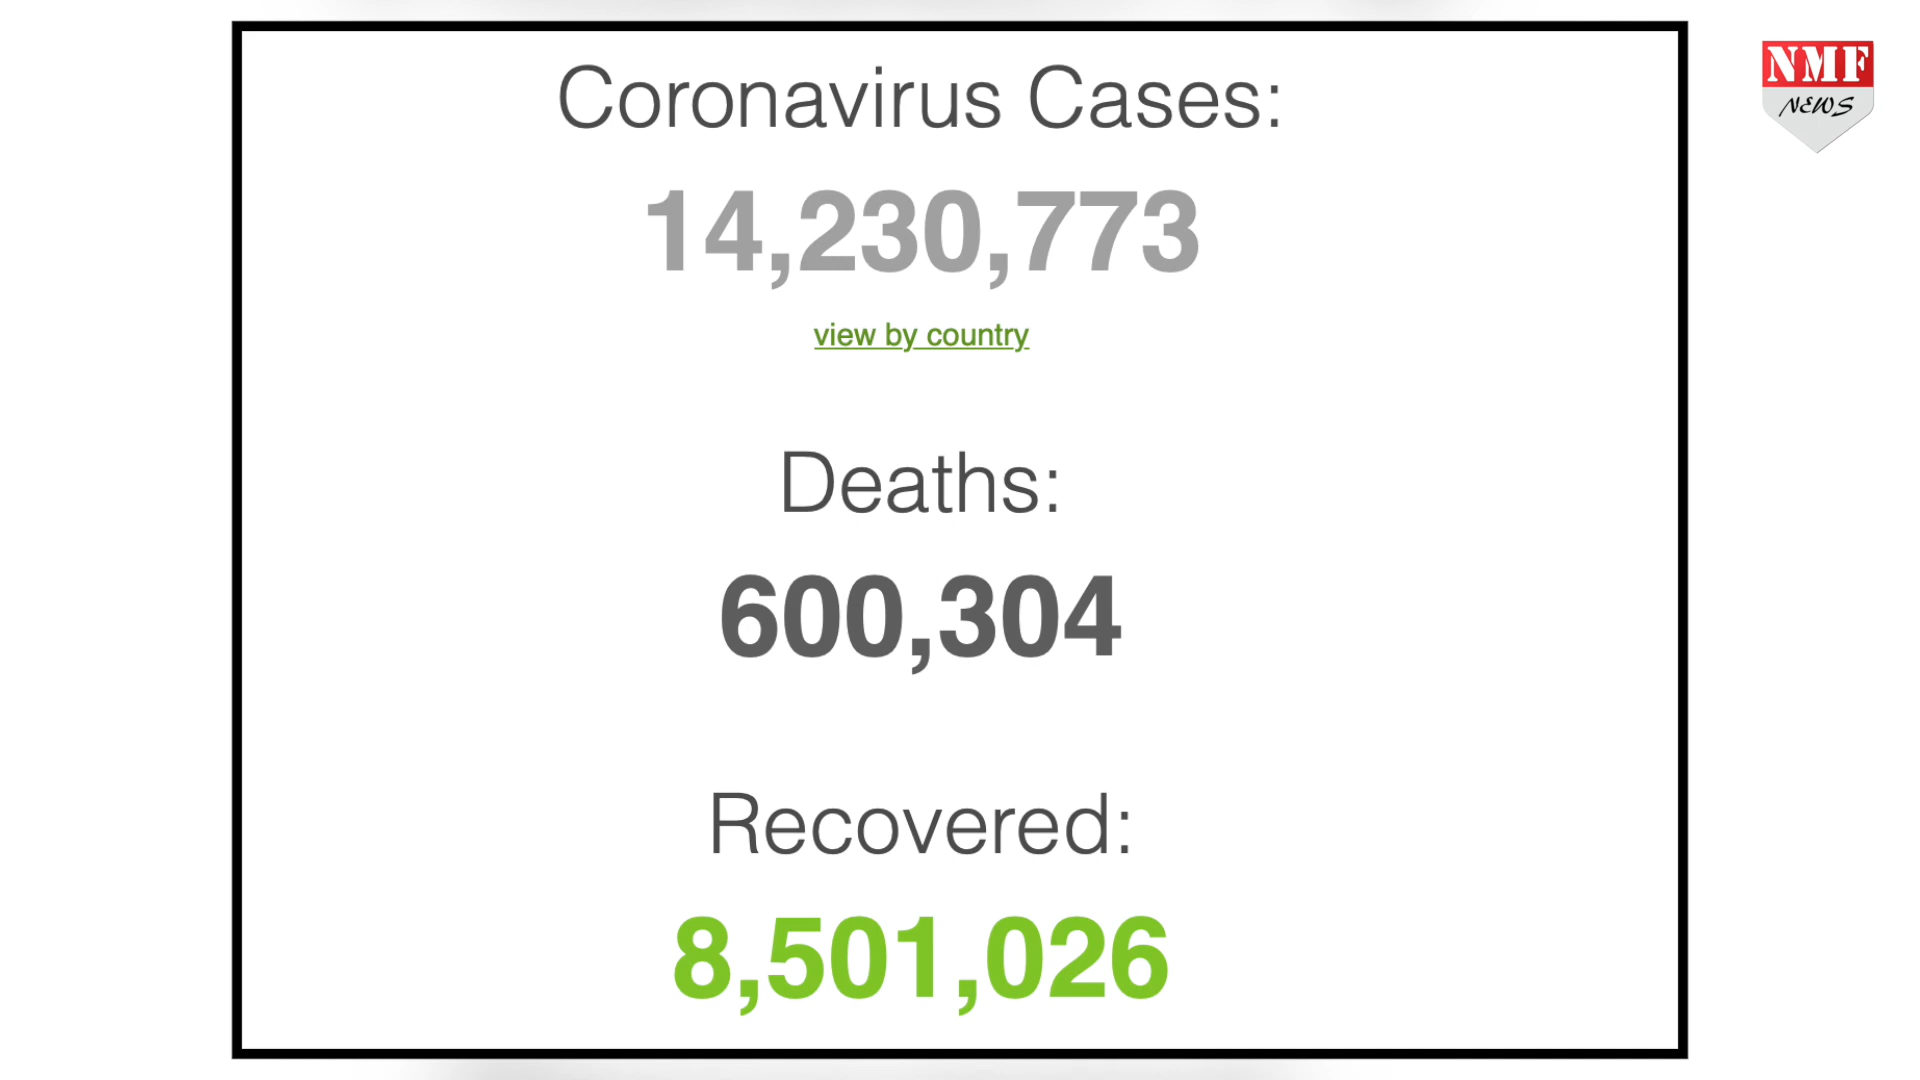 Coronavirus Cases:
14,230,773
view by country
Deaths:
600,304
Recovered:
8,501,026
NMF
NEWS